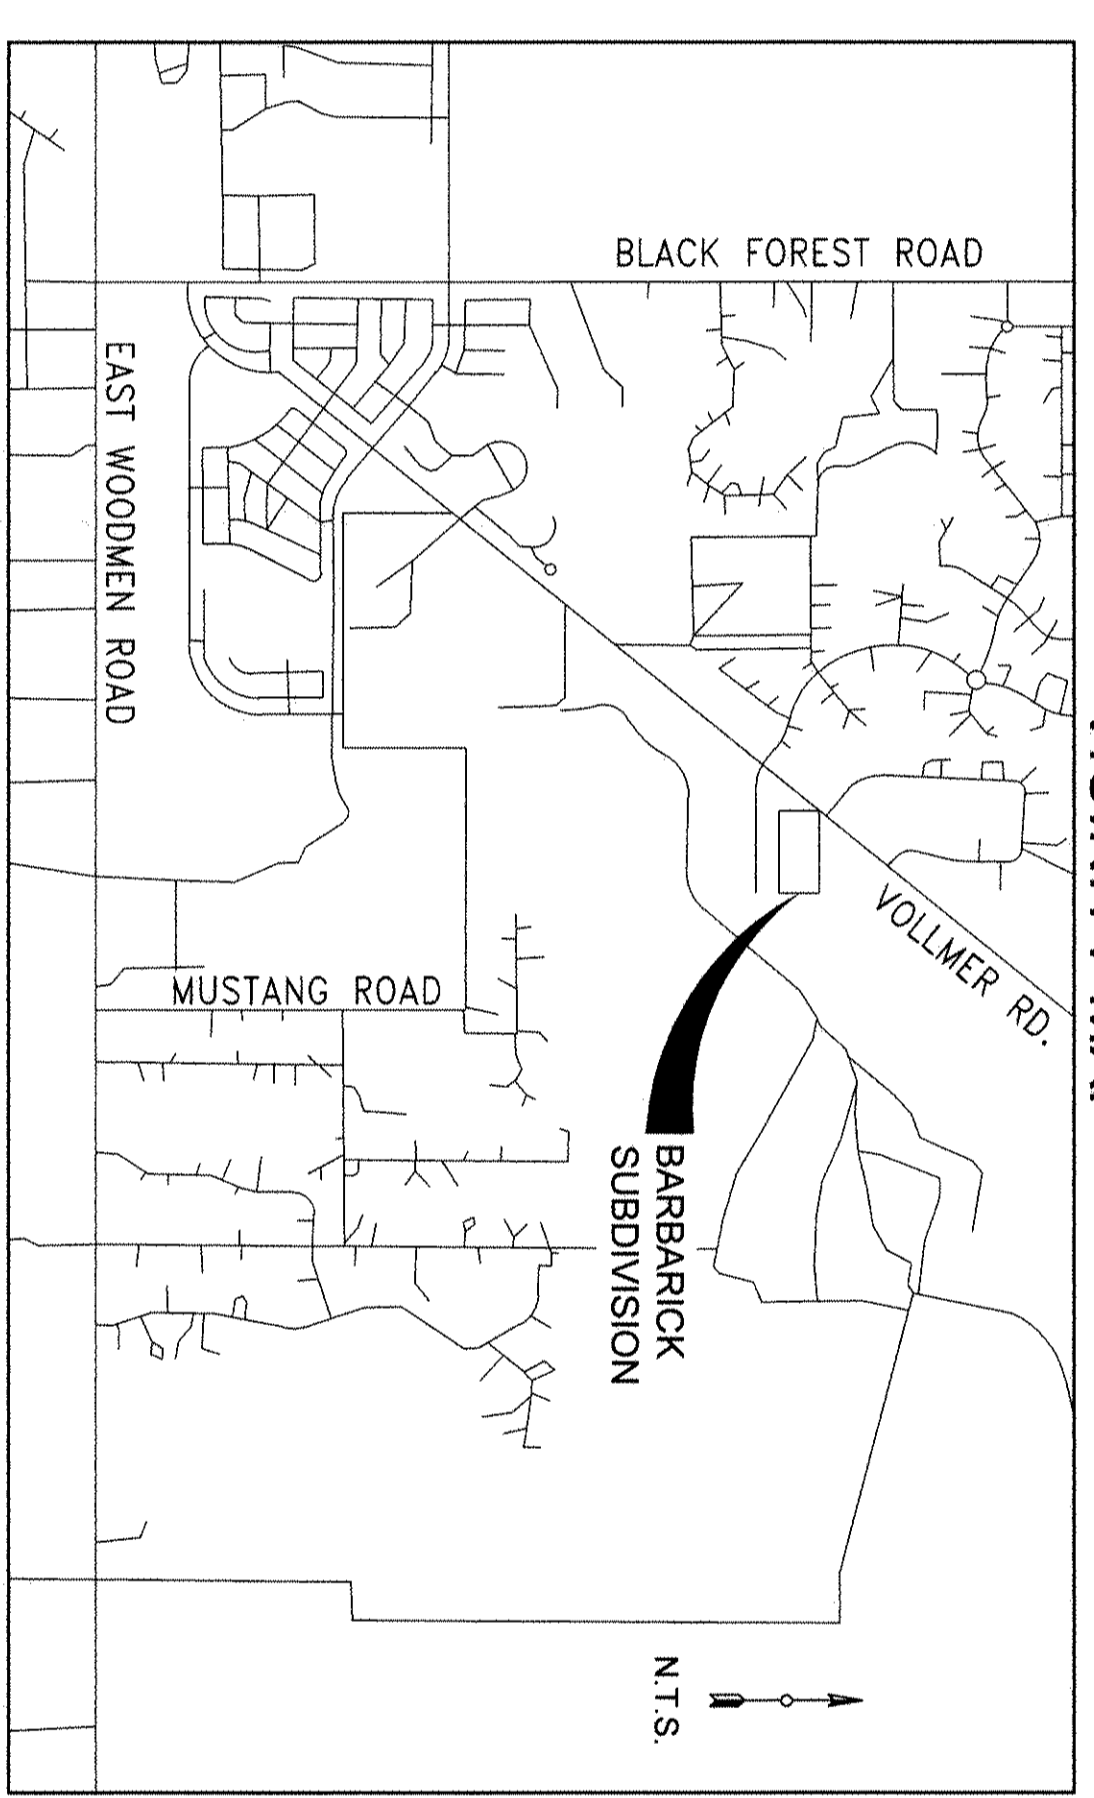 BLACK FOREST ROAD
VOLLMER RD.
EAST WOODMEN ROAD
MUSTANG ROAD
BARBARICK
SUBDIVISION
N.T.S.